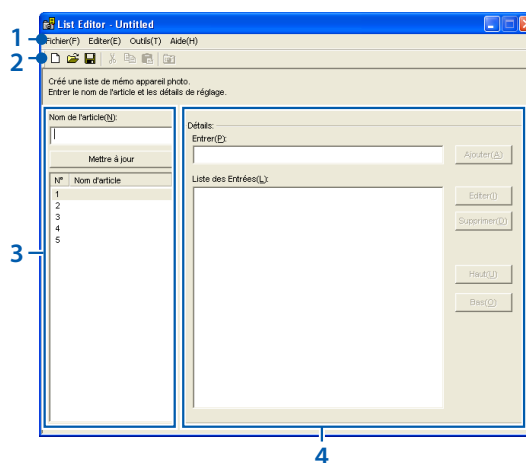 List Editor - Untitled
1
Fichier(F) Editer(E) Outils(T) Aide(H)
2
Créé une liste de mémo appareil photo.
Entrer le nom de l'article et les détails de réglage.
Nom de l'article(N):
Mettre à jour
N° Nom d'article
1
2
3
4
5
3
Détails:
Entrer(P):
Ajouter(A)
Liste des Entrées(L):
Editer(I)
Supprimer(D)
Haut(U)
Bas(O)
4